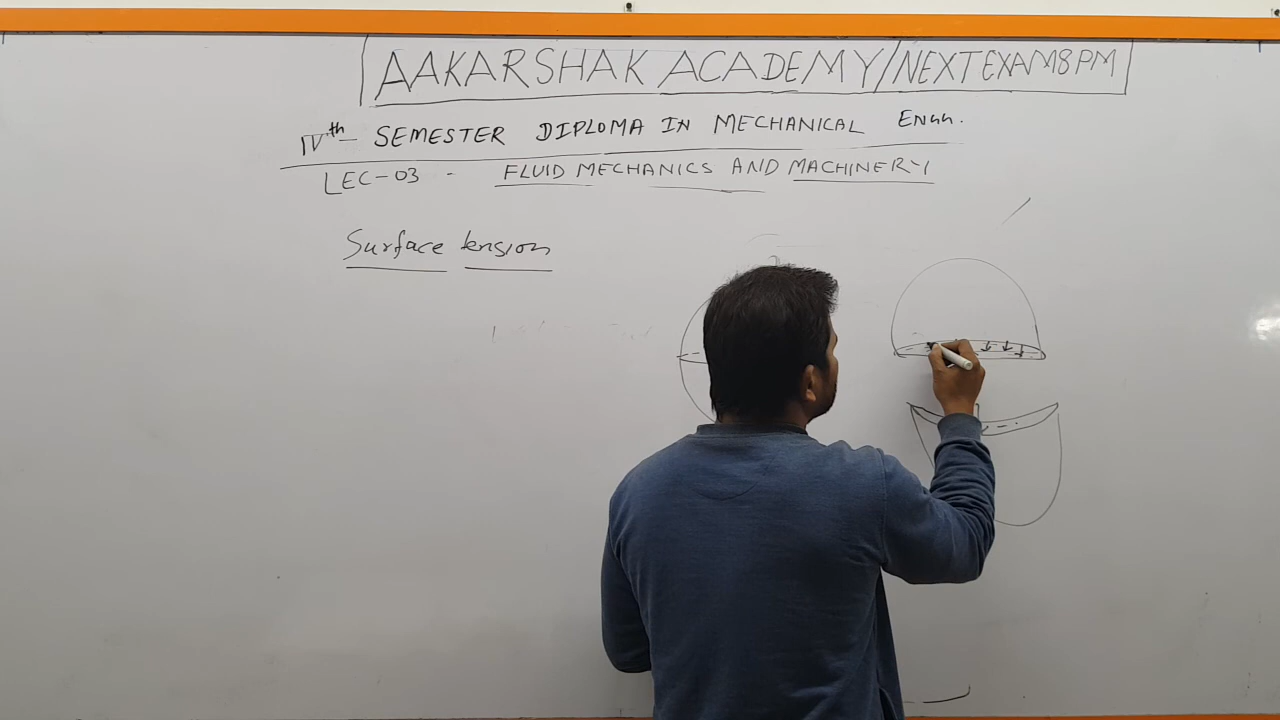 AAKARSHAK ACADEMY/NEXT EXAM 8 PM
IVth SEMESTER DIPLOMA IN MECHANICAL ENGG.
LEC-03 - FLUID MECHANICS AND MACHINERY
Surface tension